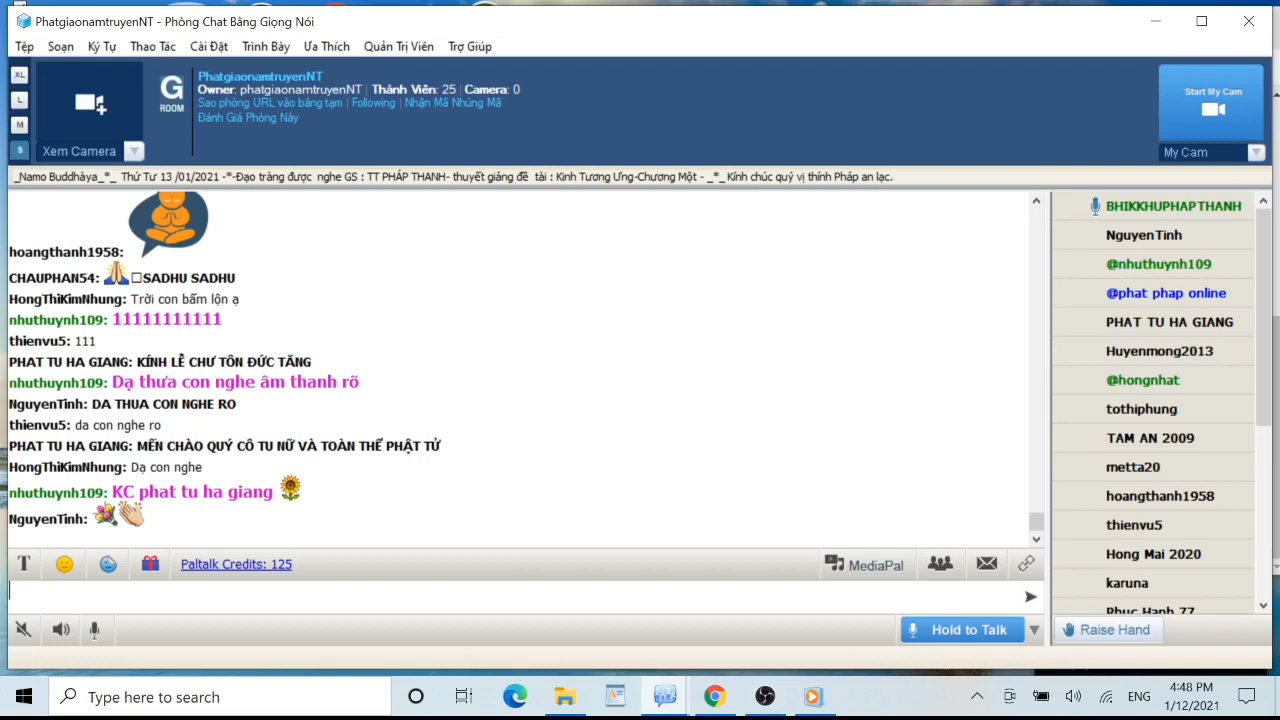 PhatgiaonamtruyenNT - Phòng Chat Bằng Giọng Nói
Tệp Soạn Ký Tự Thao Tác Cài Đặt Trình Bày Ưa Thích Quản Trị Viên Trợ Giúp
XL
L
M
S
Xem Camera
G
ROOM
PhatgiaonamtruyenNT
Owner: phatgiaonamtruyenNT | Thành Viên: 25 | Camera: 0
Sao phòng URL vào bảng tạm | Following | Nhận Mã Nhúng Mã
Đánh Giá Phòng Này
Start My Cam
My Cam
_Namo Buddhàya_*_ Thứ Tư 13 /01/2021 -*-Đạo tràng được nghe GS : TT PHÁP THANH- thuyết giảng đề tài : Kinh Tương Ưng-Chương Một - _*_Kính chúc quý vị thính Pháp an lạc.
hoangthanh1958:
CHAUPHAN54: 🙏□SADHU SADHU
HongThiKimNhung: Trời con bấm lộn ạ
nhuthuynh109: 11111111111
thienvu5: 111
PHAT TU HA GIANG: KÍNH LỄ CHƯ TÔN ĐỨC TĂNG
nhuthuynh109: Dạ thưa con nghe âm thanh rõ
NguyenTinh: DA THUA CON NGHE RO
thienvu5: da con nghe ro
PHAT TU HA GIANG: MẾN CHÀO QUÝ CÔ TU NỮ VÀ TOÀN THỂ PHẬT TỬ
HongThiKimNhung: Dạ con nghe
nhuthuynh109: KC phat tu ha giang 🌻
NguyenTinh: 💐👏
BHIKKHUPHAPTHANH
NguyenTinh
@nhuthuynh109
@phat phap online
PHAT TU HA GIANG
Huyenmong2013
@hongnhat
tothiphung
TAM AN 2009
metta20
hoangthanh1958
thienvu5
Hong Mai 2020
karuna
Phuc Hanh 77
T Paltalk Credits: 125 MediaPal
Hold to Talk
Raise Hand
Type here to search
ENG
4:48 PM
1/12/2021